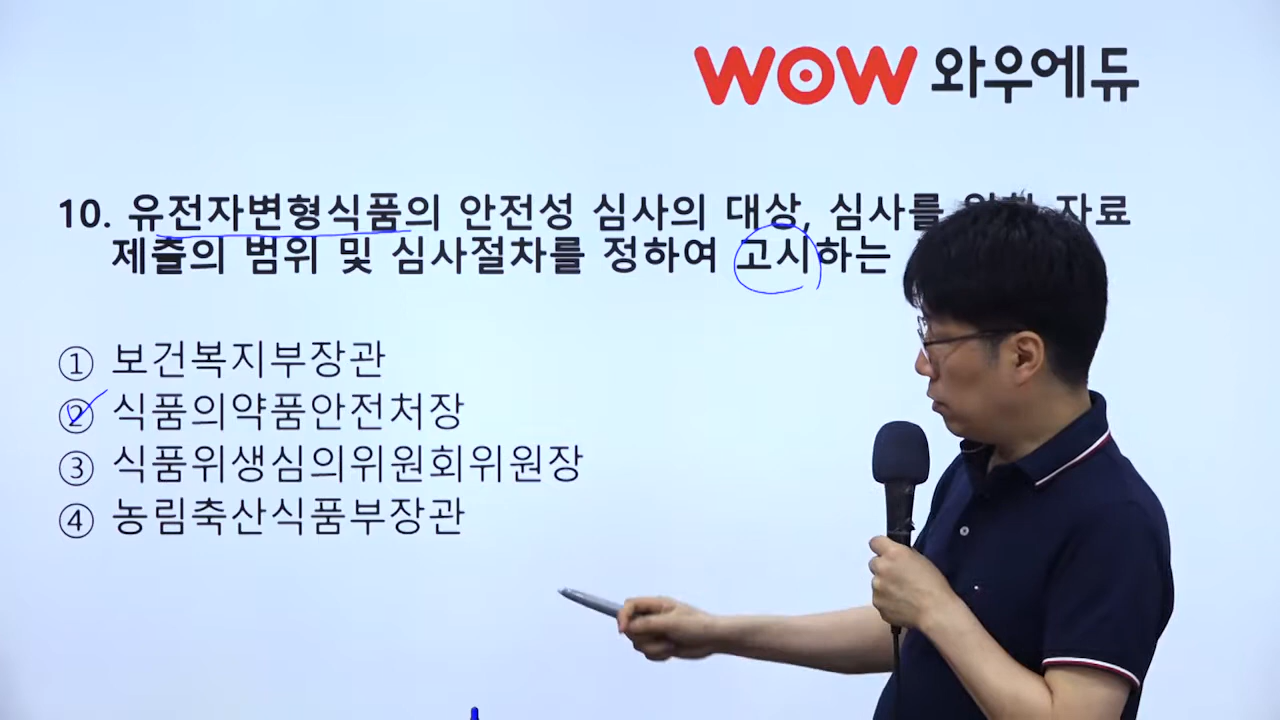 WOW 와우에듀
10. 유전자변형식품의 안전성 심사의 대상, 심사를 자료
제출의 범위 및 심사절차를 정하여 고시하는
① 보건복지부장관
② 식품의약품안전처장
③ 식품위생심의위원회위원장
④ 농림축산식품부장관